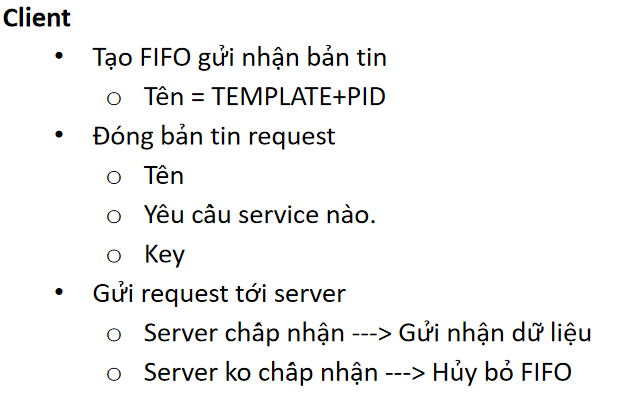 Client
• Tạo FIFO gửi nhận bản tin
o Tên = TEMPLATE+PID
• Đóng bản tin request
o Tên
o Yêu cầu service nào.
o Key
• Gửi request tới server
o Server chấp nhận ---> Gửi nhận dữ liệu
o Server ko chấp nhận ---> Hủy bỏ FIFO